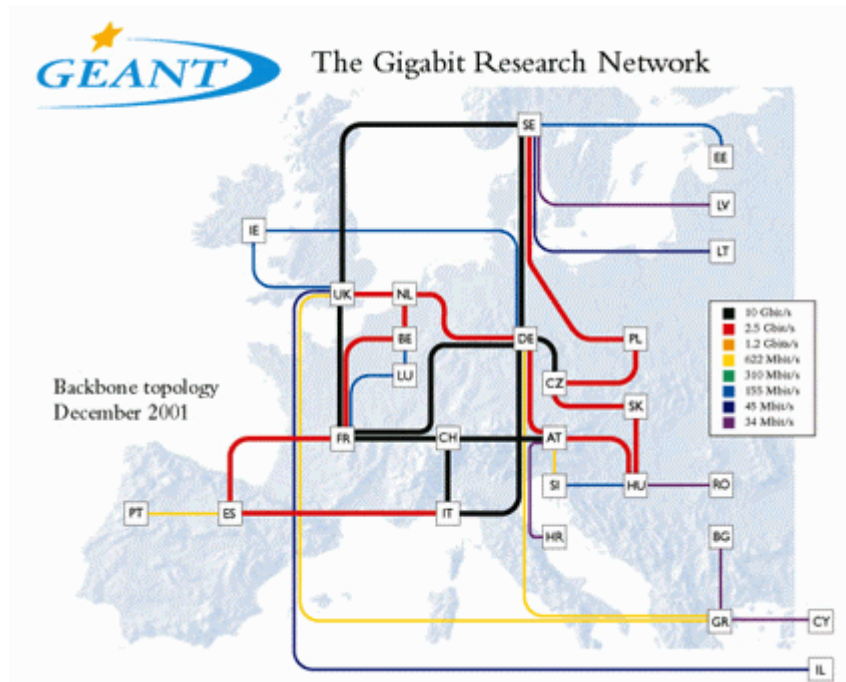 GEANT
The Gigabit Research Network
SE
EE
LV
IE
LT
UK
NL
10 Gbit/s
2.5 Gbit/s
1.2 Gbit/s
622 Mbit/s
310 Mbit/s
155 Mbit/s
45 Mbit/s
34 Mbit/s
BE
DE
PL
LU
CZ
Backbone topology
December 2001
SK
FR
CH
AT
SI
HU
RO
PT
ES
IT
HR
BG
GR
CY
IL